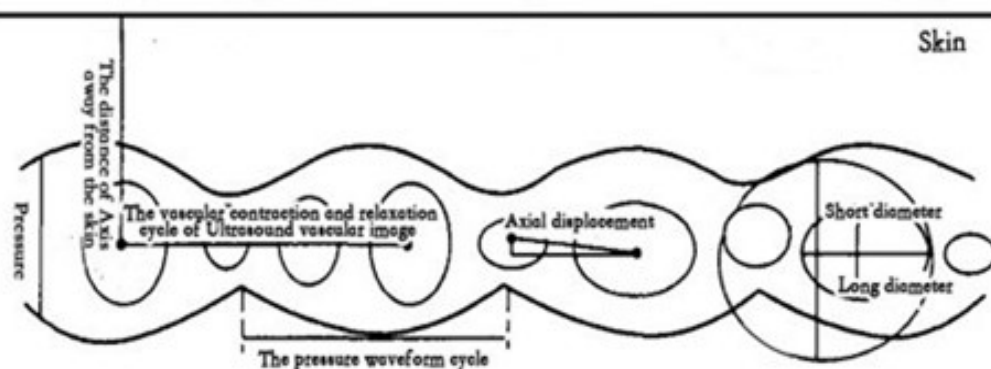 Skin
The distance of Axis
away from the skin
Pressure
The vascular contraction and relaxation
cycle of Ultrasound vascular image
Axial displacement
Short diameter
Long diameter
The pressure waveform cycle